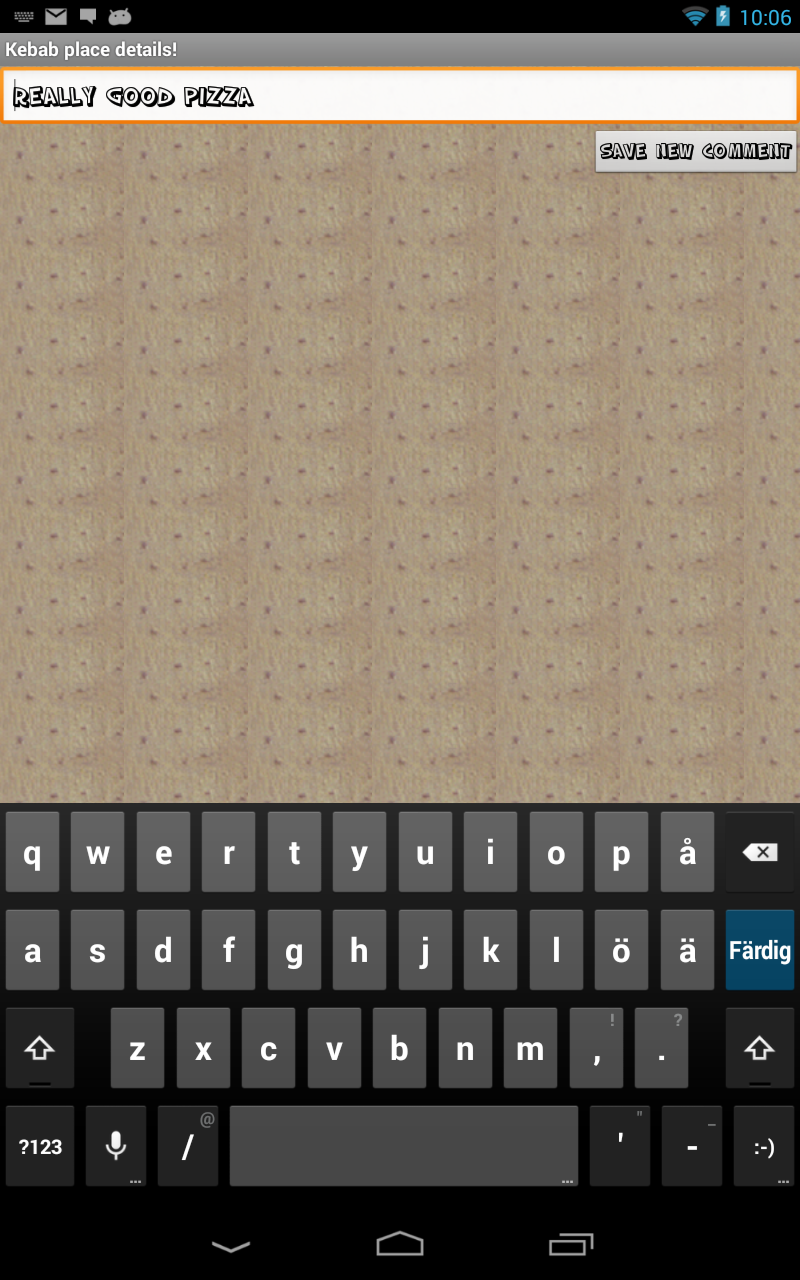 10:06
Kebab place details!
REALLY GOOD PIZZA
SAVE NEW COMMENT
q w e r t y u i o p å
a s d f g h j k l ö ä Färdig
! ?
z x c v b n m , .
@ " _
?123 / ... ' - :-)